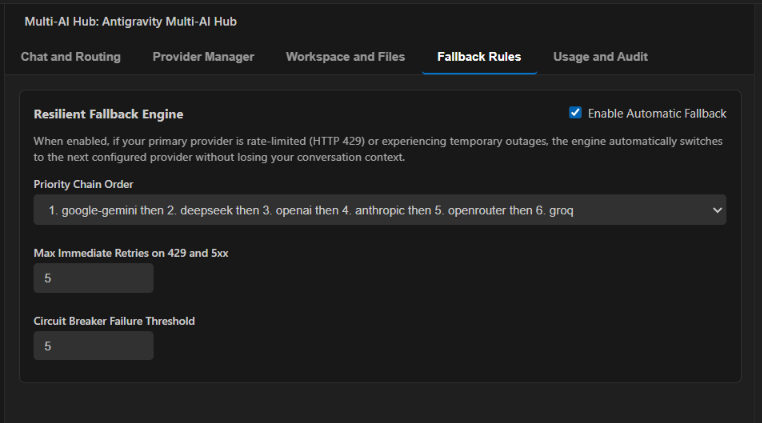 Multi-AI Hub: Antigravity Multi-AI Hub
Chat and Routing Provider Manager Workspace and Files Fallback Rules Usage and Audit
Resilient Fallback Engine Enable Automatic Fallback
When enabled, if your primary provider is rate-limited (HTTP 429) or experiencing temporary outages, the engine automatically switches
to the next configured provider without losing your conversation context.
Priority Chain Order
1. google-gemini then 2. deepseek then 3. openai then 4. anthropic then 5. openrouter then 6. groq
Max Immediate Retries on 429 and 5xx
5
Circuit Breaker Failure Threshold
5